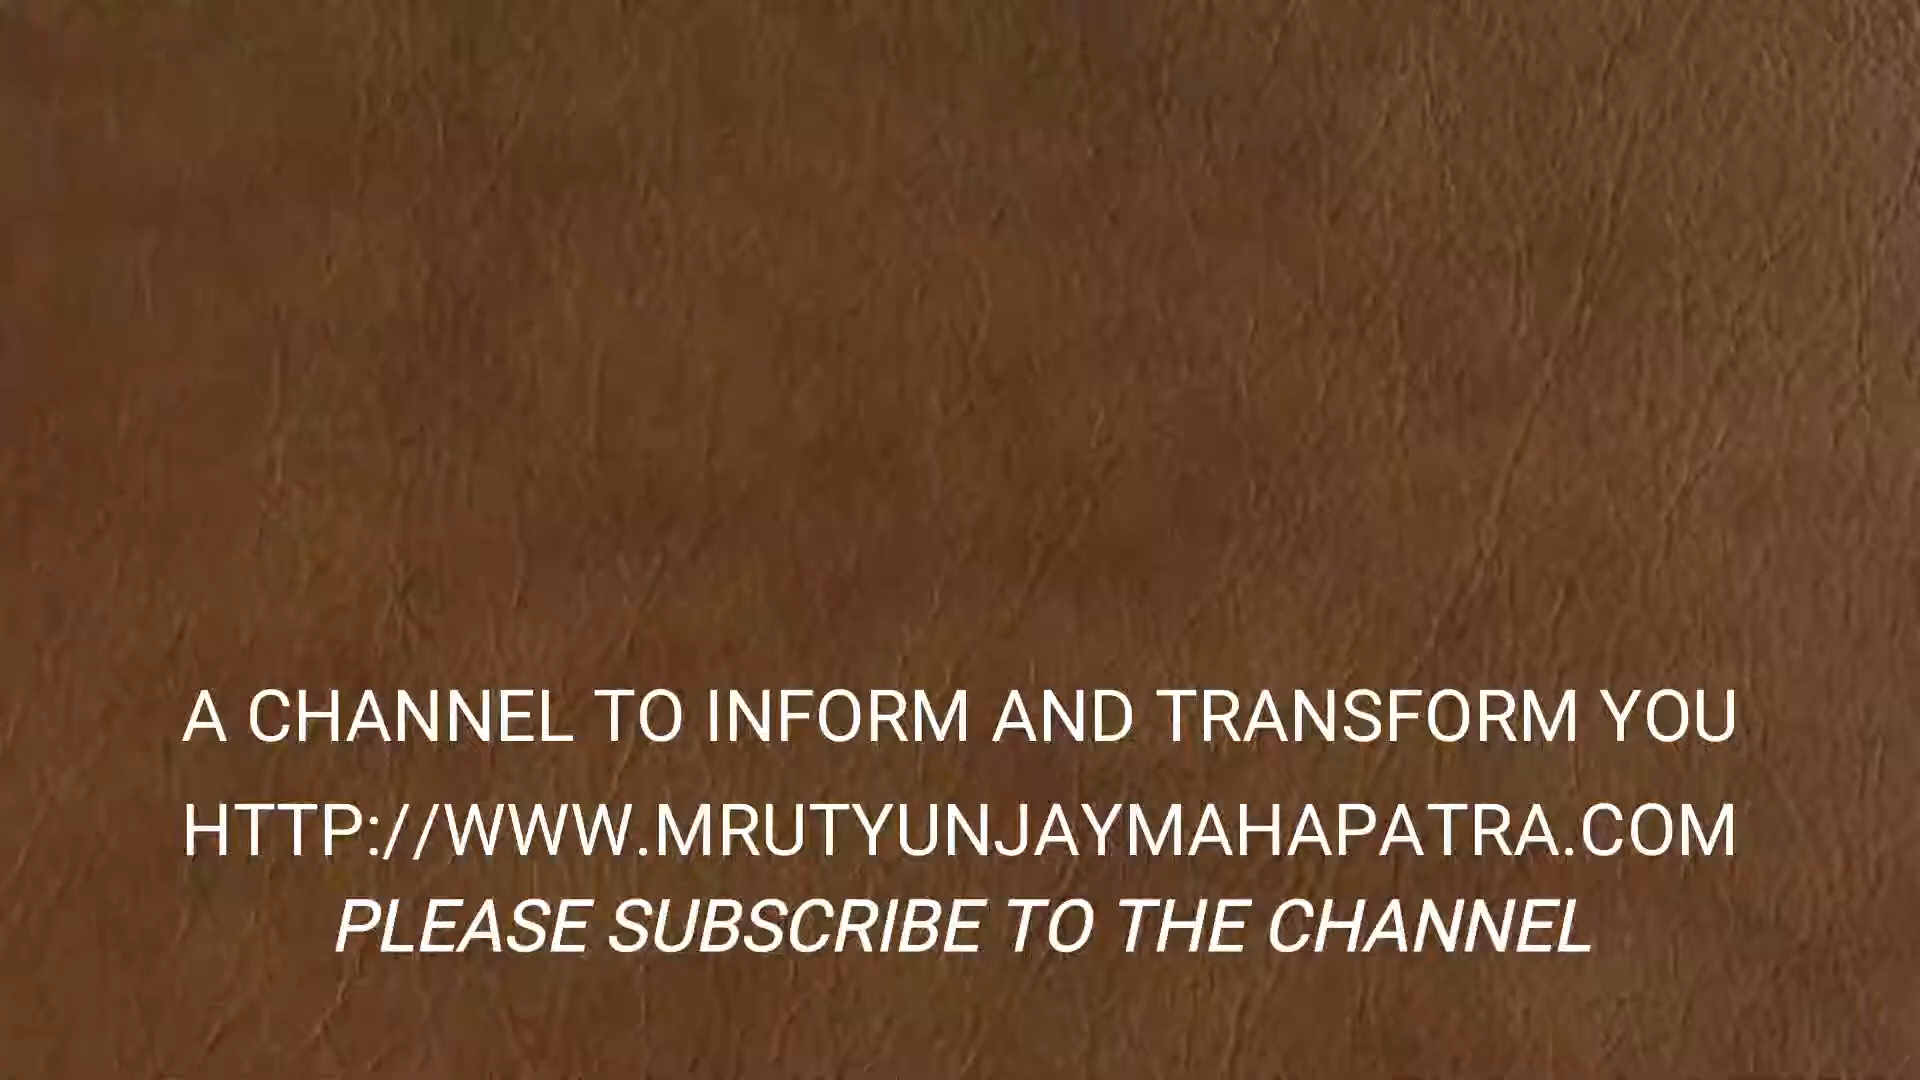 A CHANNEL TO INFORM AND TRANSFORM YOU
HTTP://WWW.MRUTYUNJAYMAHAPATRA.COM
PLEASE SUBSCRIBE TO THE CHANNEL